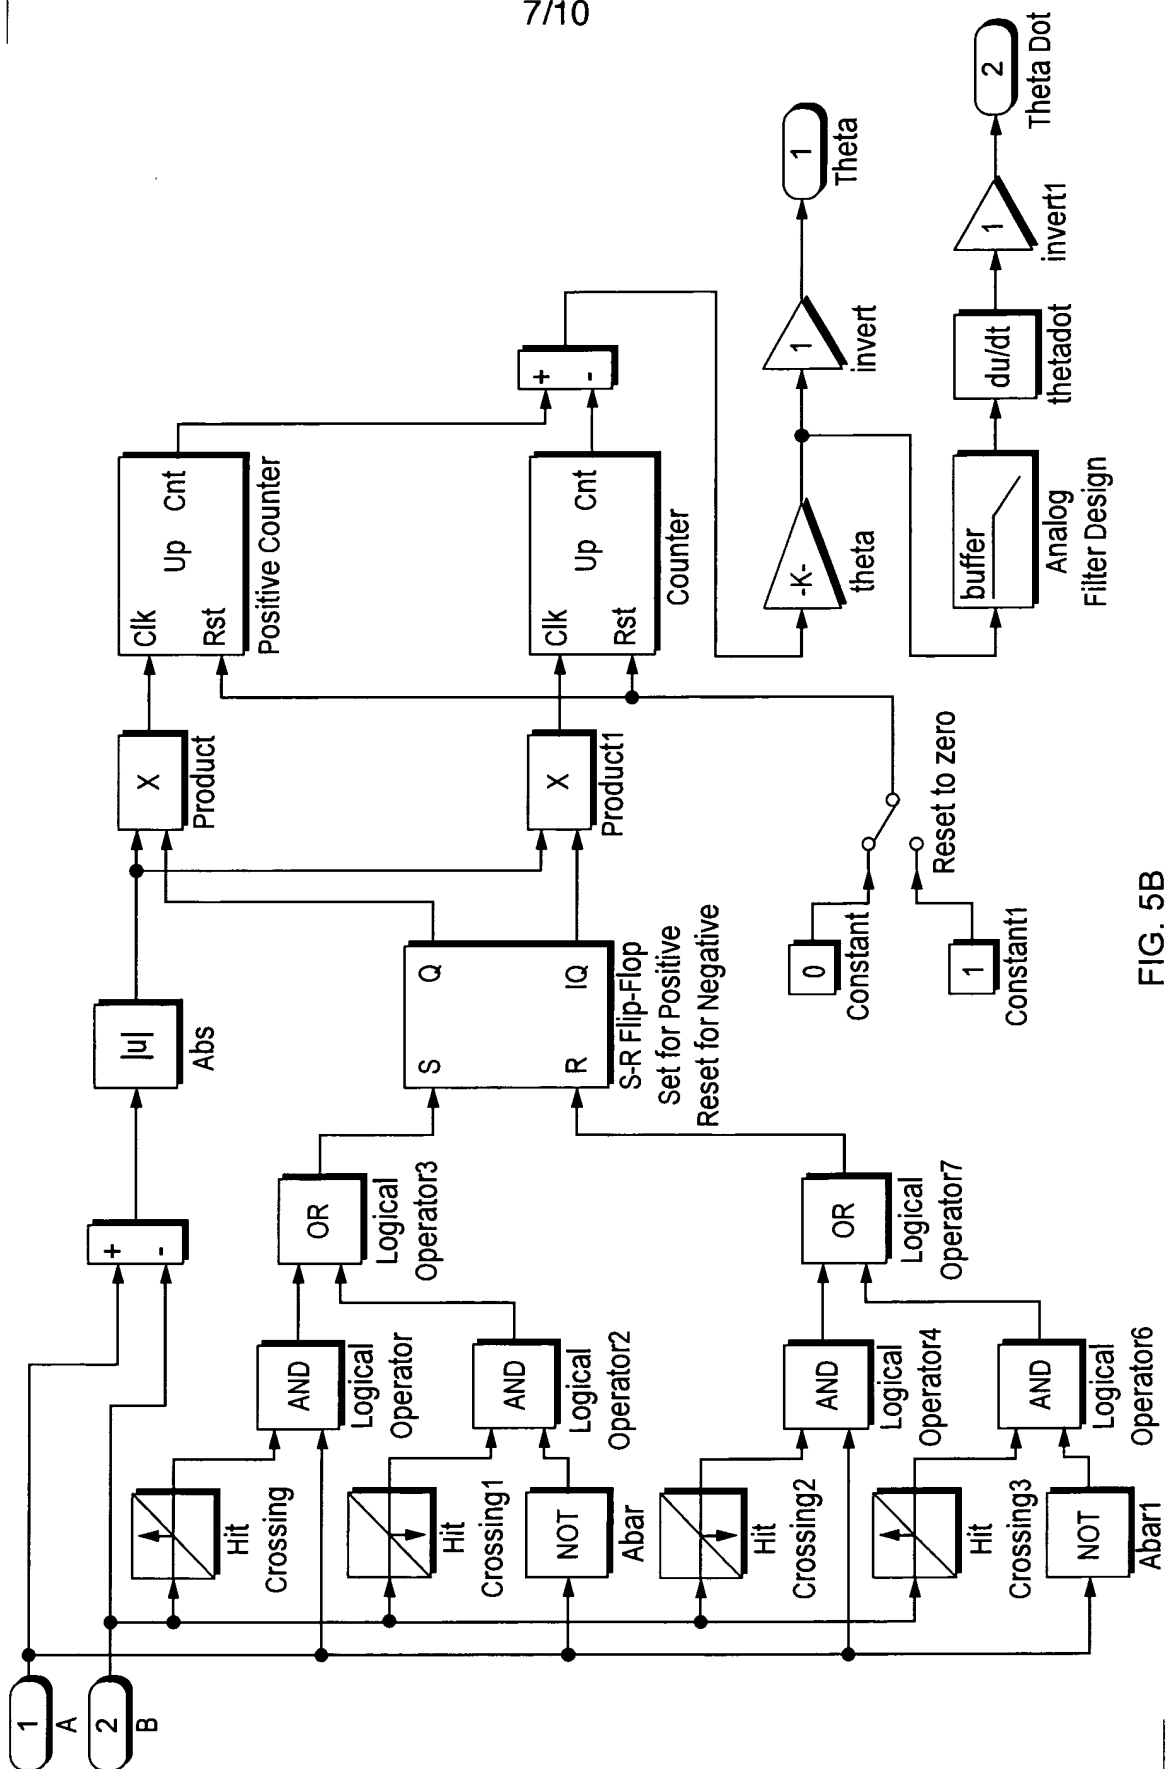 7/10
1
A
2
B
+
-
|u|
Abs
X
Product
Clk
Up
Cnt
Rst
Positive Counter
Hit
Crossing
AND
Logical
Operator
OR
Logical
Operator3
Hit
Crossing1
NOT
Abar
AND
Logical
Operator2
S
Q
R
!Q
S-R Flip-Flop
Set for Positive
Reset for Negative
X
Product1
Clk
Up
Cnt
Rst
Counter
+
-
Hit
Crossing2
AND
Logical
Operator4
OR
Logical
Operator7
Hit
Crossing3
NOT
Abar1
AND
Logical
Operator6
0
Constant
1
Constant1
Reset to zero
-K-
theta
1
invert
1
Theta
buffer
Analog
Filter Design
du/dt
thetadot
1
invert1
2
Theta Dot
FIG. 5B